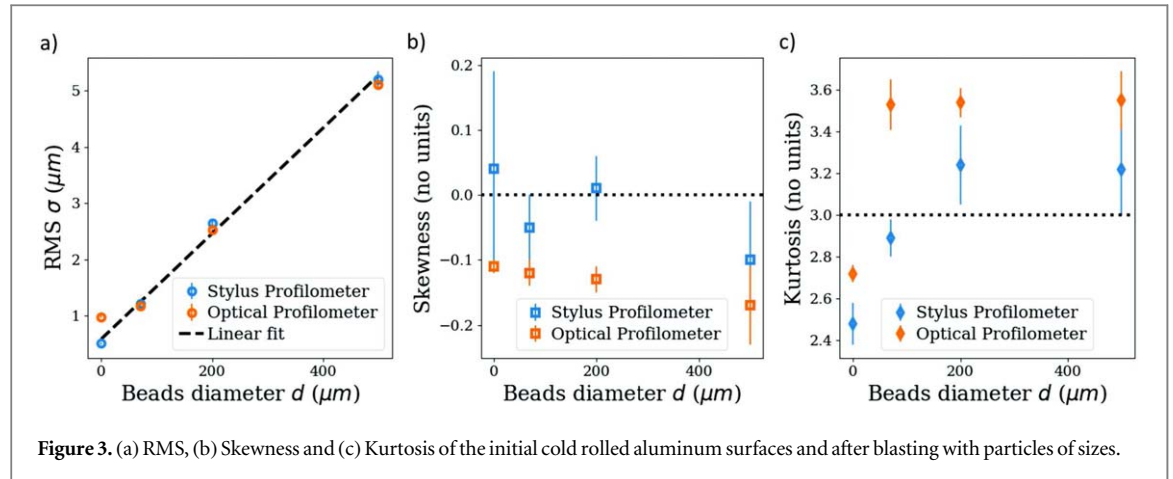 a)
RMS σ (μm)
5
4
3
2
1
Stylus Profilometer
Optical Profilometer
Linear fit
0
200
400
Beads diameter d (μm)
b)
Skewness (no units)
0.2
0.1
0.0
−0.1
−0.2
Stylus Profilometer
Optical Profilometer
0
200
400
Beads diameter d (μm)
c)
Kurtosis (no units)
3.6
3.4
3.2
3.0
2.8
2.6
2.4
Stylus Profilometer
Optical Profilometer
0
200
400
Beads diameter d (μm)
Figure 3. (a) RMS, (b) Skewness and (c) Kurtosis of the initial cold rolled aluminum surfaces and after blasting with particles of sizes.